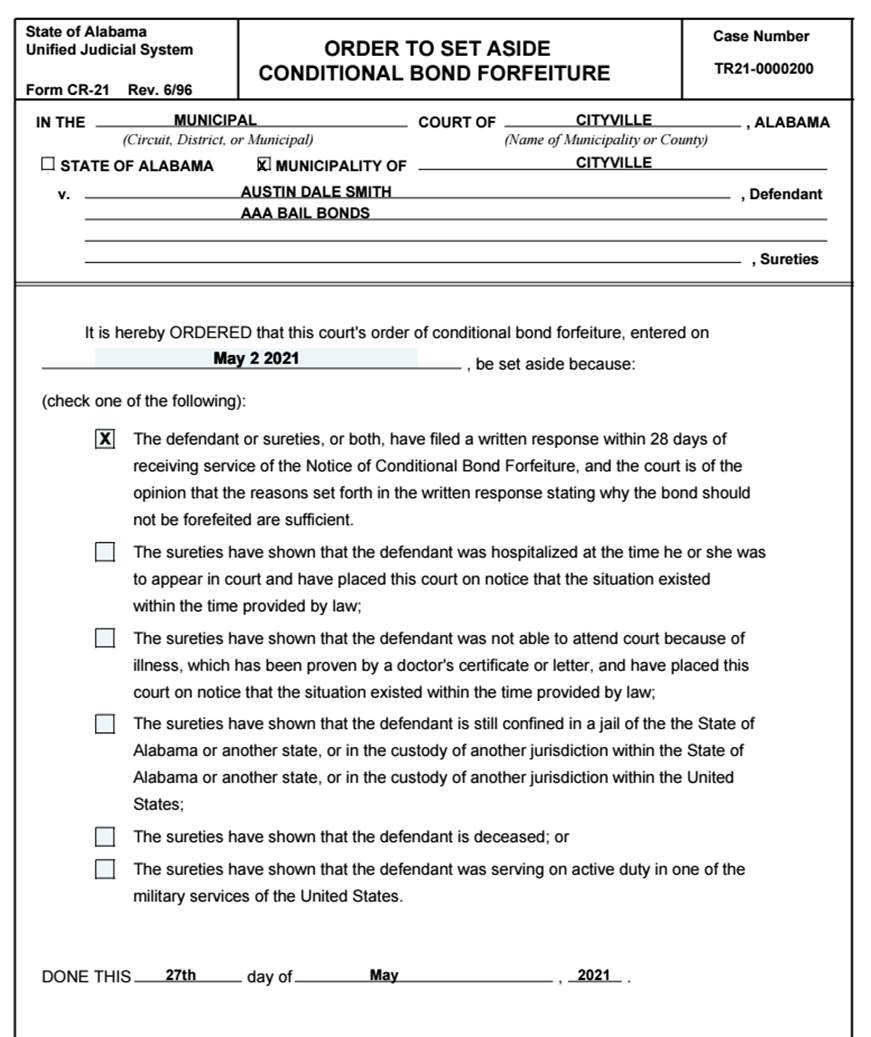 State of Alabama
Unified Judicial System
Form CR-21 Rev. 6/96
ORDER TO SET ASIDE
CONDITIONAL BOND FORFEITURE
Case Number
TR21-0000200
IN THE MUNICIPAL COURT OF CITYVILLE , ALABAMA
(Circuit, District, or Municipal) (Name of Municipality or County)
☐ STATE OF ALABAMA ☒ MUNICIPALITY OF CITYVILLE
v. AUSTIN DALE SMITH , Defendant
AAA BAIL BONDS
, Sureties
It is hereby ORDERED that this court's order of conditional bond forfeiture, entered on
May 2 2021 , be set aside because:
(check one of the following):
☒ The defendant or sureties, or both, have filed a written response within 28 days of
receiving service of the Notice of Conditional Bond Forfeiture, and the court is of the
opinion that the reasons set forth in the written response stating why the bond should
not be forefeited are sufficient.
☐ The sureties have shown that the defendant was hospitalized at the time he or she was
to appear in court and have placed this court on notice that the situation existed
within the time provided by law;
☐ The sureties have shown that the defendant was not able to attend court because of
illness, which has been proven by a doctor's certificate or letter, and have placed this
court on notice that the situation existed within the time provided by law;
☐ The sureties have shown that the defendant is still confined in a jail of the the State of
Alabama or another state, or in the custody of another jurisdiction within the State of
Alabama or another state, or in the custody of another jurisdiction within the United
States;
☐ The sureties have shown that the defendant is deceased; or
☐ The sureties have shown that the defendant was serving on active duty in one of the
military services of the United States.
DONE THIS 27th day of May , 2021 .